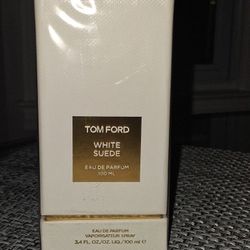 TOM FORD
WHITE
SUEDE
EAU DE PARFUM
100 ML
EAU DE PARFUM
VAPORISATEUR SPRAY
3.4 FL.OZ./OZ.LIQ./100 ml ℮